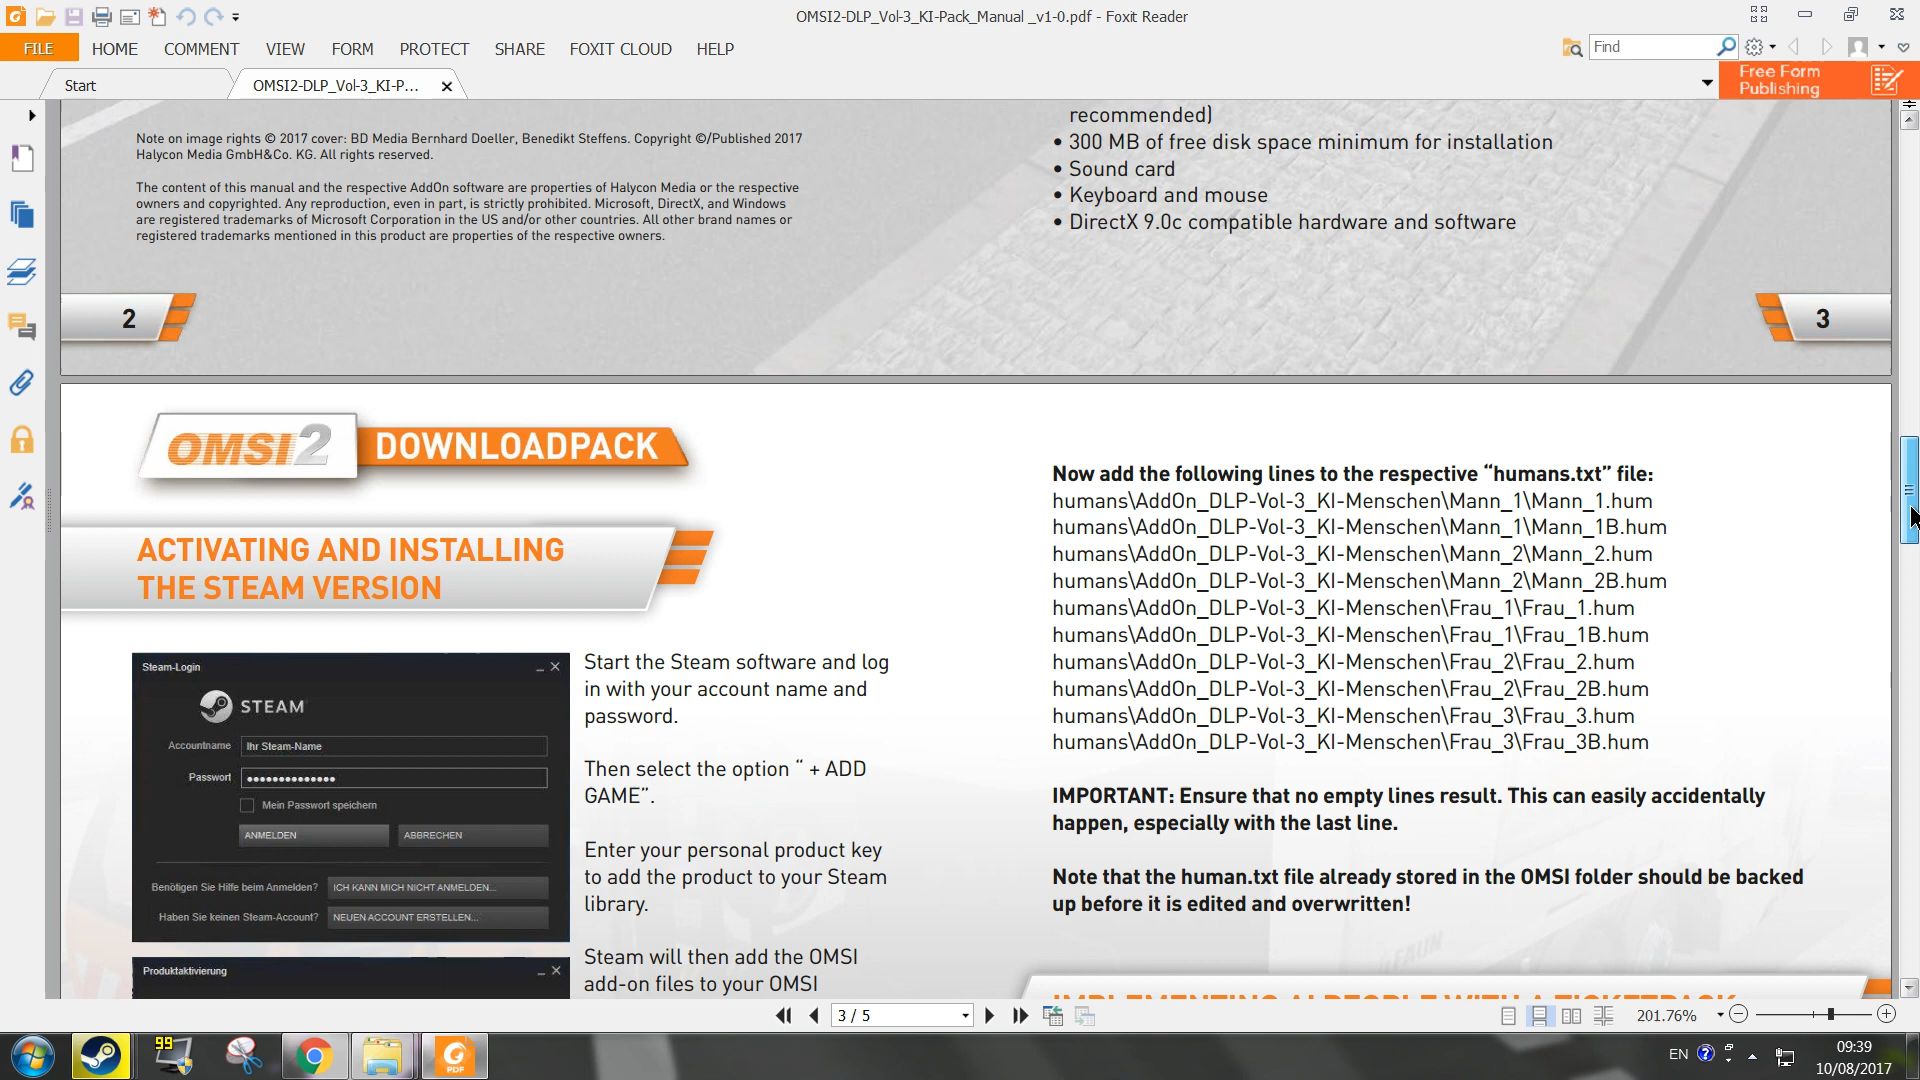 OMSI2-DLP_Vol-3_KI-Pack_Manual _v1-0.pdf - Foxit Reader
FILE
HOME
COMMENT
VIEW
FORM
PROTECT
SHARE
FOXIT CLOUD
HELP
Find
Start
OMSI2-DLP_Vol-3_KI-P...
Free Form
Publishing
Note on image rights © 2017 cover: BD Media Bernhard Doeller, Benedikt Steffens. Copyright ©/Published 2017
Halycon Media GmbH&Co. KG. All rights reserved.
The content of this manual and the respective AddOn software are properties of Halycon Media or the respective
owners and copyrighted. Any reproduction, even in part, is strictly prohibited. Microsoft, DirectX, and Windows
are registered trademarks of Microsoft Corporation in the US and/or other countries. All other brand names or
registered trademarks mentioned in this product are properties of the respective owners.
2
recommended)
• 300 MB of free disk space minimum for installation
• Sound card
• Keyboard and mouse
• DirectX 9.0c compatible hardware and software
3
OMSI2 DOWNLOADPACK
ACTIVATING AND INSTALLING
THE STEAM VERSION
Steam-Login
STEAM
Accountname
Ihr Steam-Name
Passwort
Mein Passwort speichern
ANMELDEN
ABBRECHEN
Benötigen Sie Hilfe beim Anmelden?
ICH KANN MICH NICHT ANMELDEN...
Haben Sie keinen Steam-Account?
NEUEN ACCOUNT ERSTELLEN...
Produktaktivierung
Start the Steam software and log
in with your account name and
password.
Then select the option “ + ADD
GAME”.
Enter your personal product key
to add the product to your Steam
library.
Steam will then add the OMSI
add-on files to your OMSI
Now add the following lines to the respective “humans.txt” file:
humans\AddOn_DLP-Vol-3_KI-Menschen\Mann_1\Mann_1.hum
humans\AddOn_DLP-Vol-3_KI-Menschen\Mann_1\Mann_1B.hum
humans\AddOn_DLP-Vol-3_KI-Menschen\Mann_2\Mann_2.hum
humans\AddOn_DLP-Vol-3_KI-Menschen\Mann_2\Mann_2B.hum
humans\AddOn_DLP-Vol-3_KI-Menschen\Frau_1\Frau_1.hum
humans\AddOn_DLP-Vol-3_KI-Menschen\Frau_1\Frau_1B.hum
humans\AddOn_DLP-Vol-3_KI-Menschen\Frau_2\Frau_2.hum
humans\AddOn_DLP-Vol-3_KI-Menschen\Frau_2\Frau_2B.hum
humans\AddOn_DLP-Vol-3_KI-Menschen\Frau_3\Frau_3.hum
humans\AddOn_DLP-Vol-3_KI-Menschen\Frau_3\Frau_3B.hum
IMPORTANT: Ensure that no empty lines result. This can easily accidentally
happen, especially with the last line.
Note that the human.txt file already stored in the OMSI folder should be backed
up before it is edited and overwritten!
3 / 5
201.76%
99
PDF
EN
09:39
10/08/2017